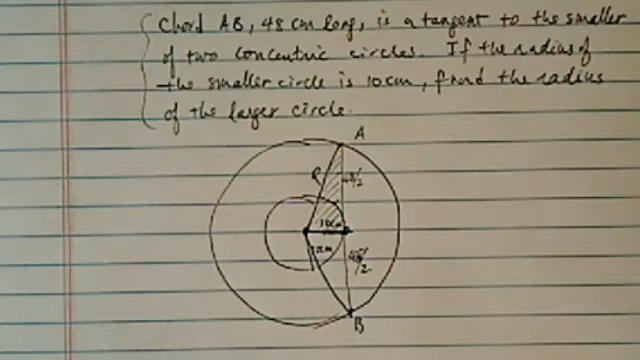 Chord AB, 48 cm long, is a tangent to the smaller
of two concentric circles. If the radius of
the smaller circle is 10cm, find the radius
of the larger circle.
A
R
48/2
10cm
48/2
B